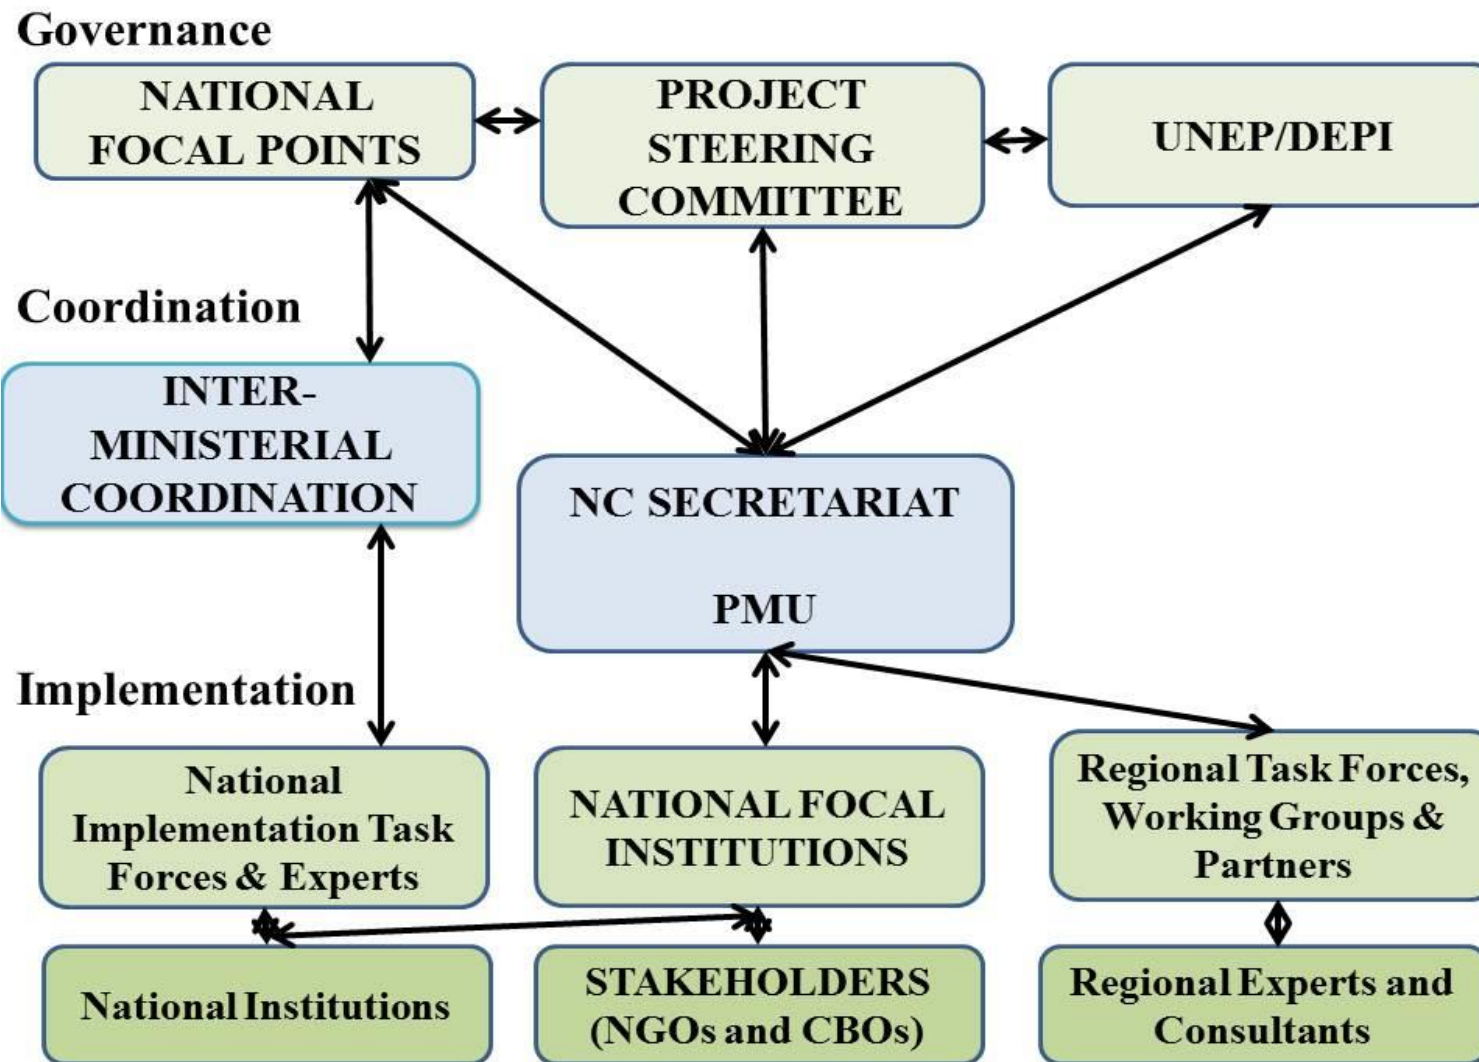 Governance
NATIONAL
FOCAL POINTS
PROJECT
STEERING
COMMITTEE
UNEP/DEPI
Coordination
INTER-
MINISTERIAL
COORDINATION
NC SECRETARIAT
PMU
Implementation
National
Implementation Task
Forces & Experts
NATIONAL FOCAL
INSTITUTIONS
Regional Task Forces,
Working Groups &
Partners
National Institutions
STAKEHOLDERS
(NGOs and CBOs)
Regional Experts and
Consultants